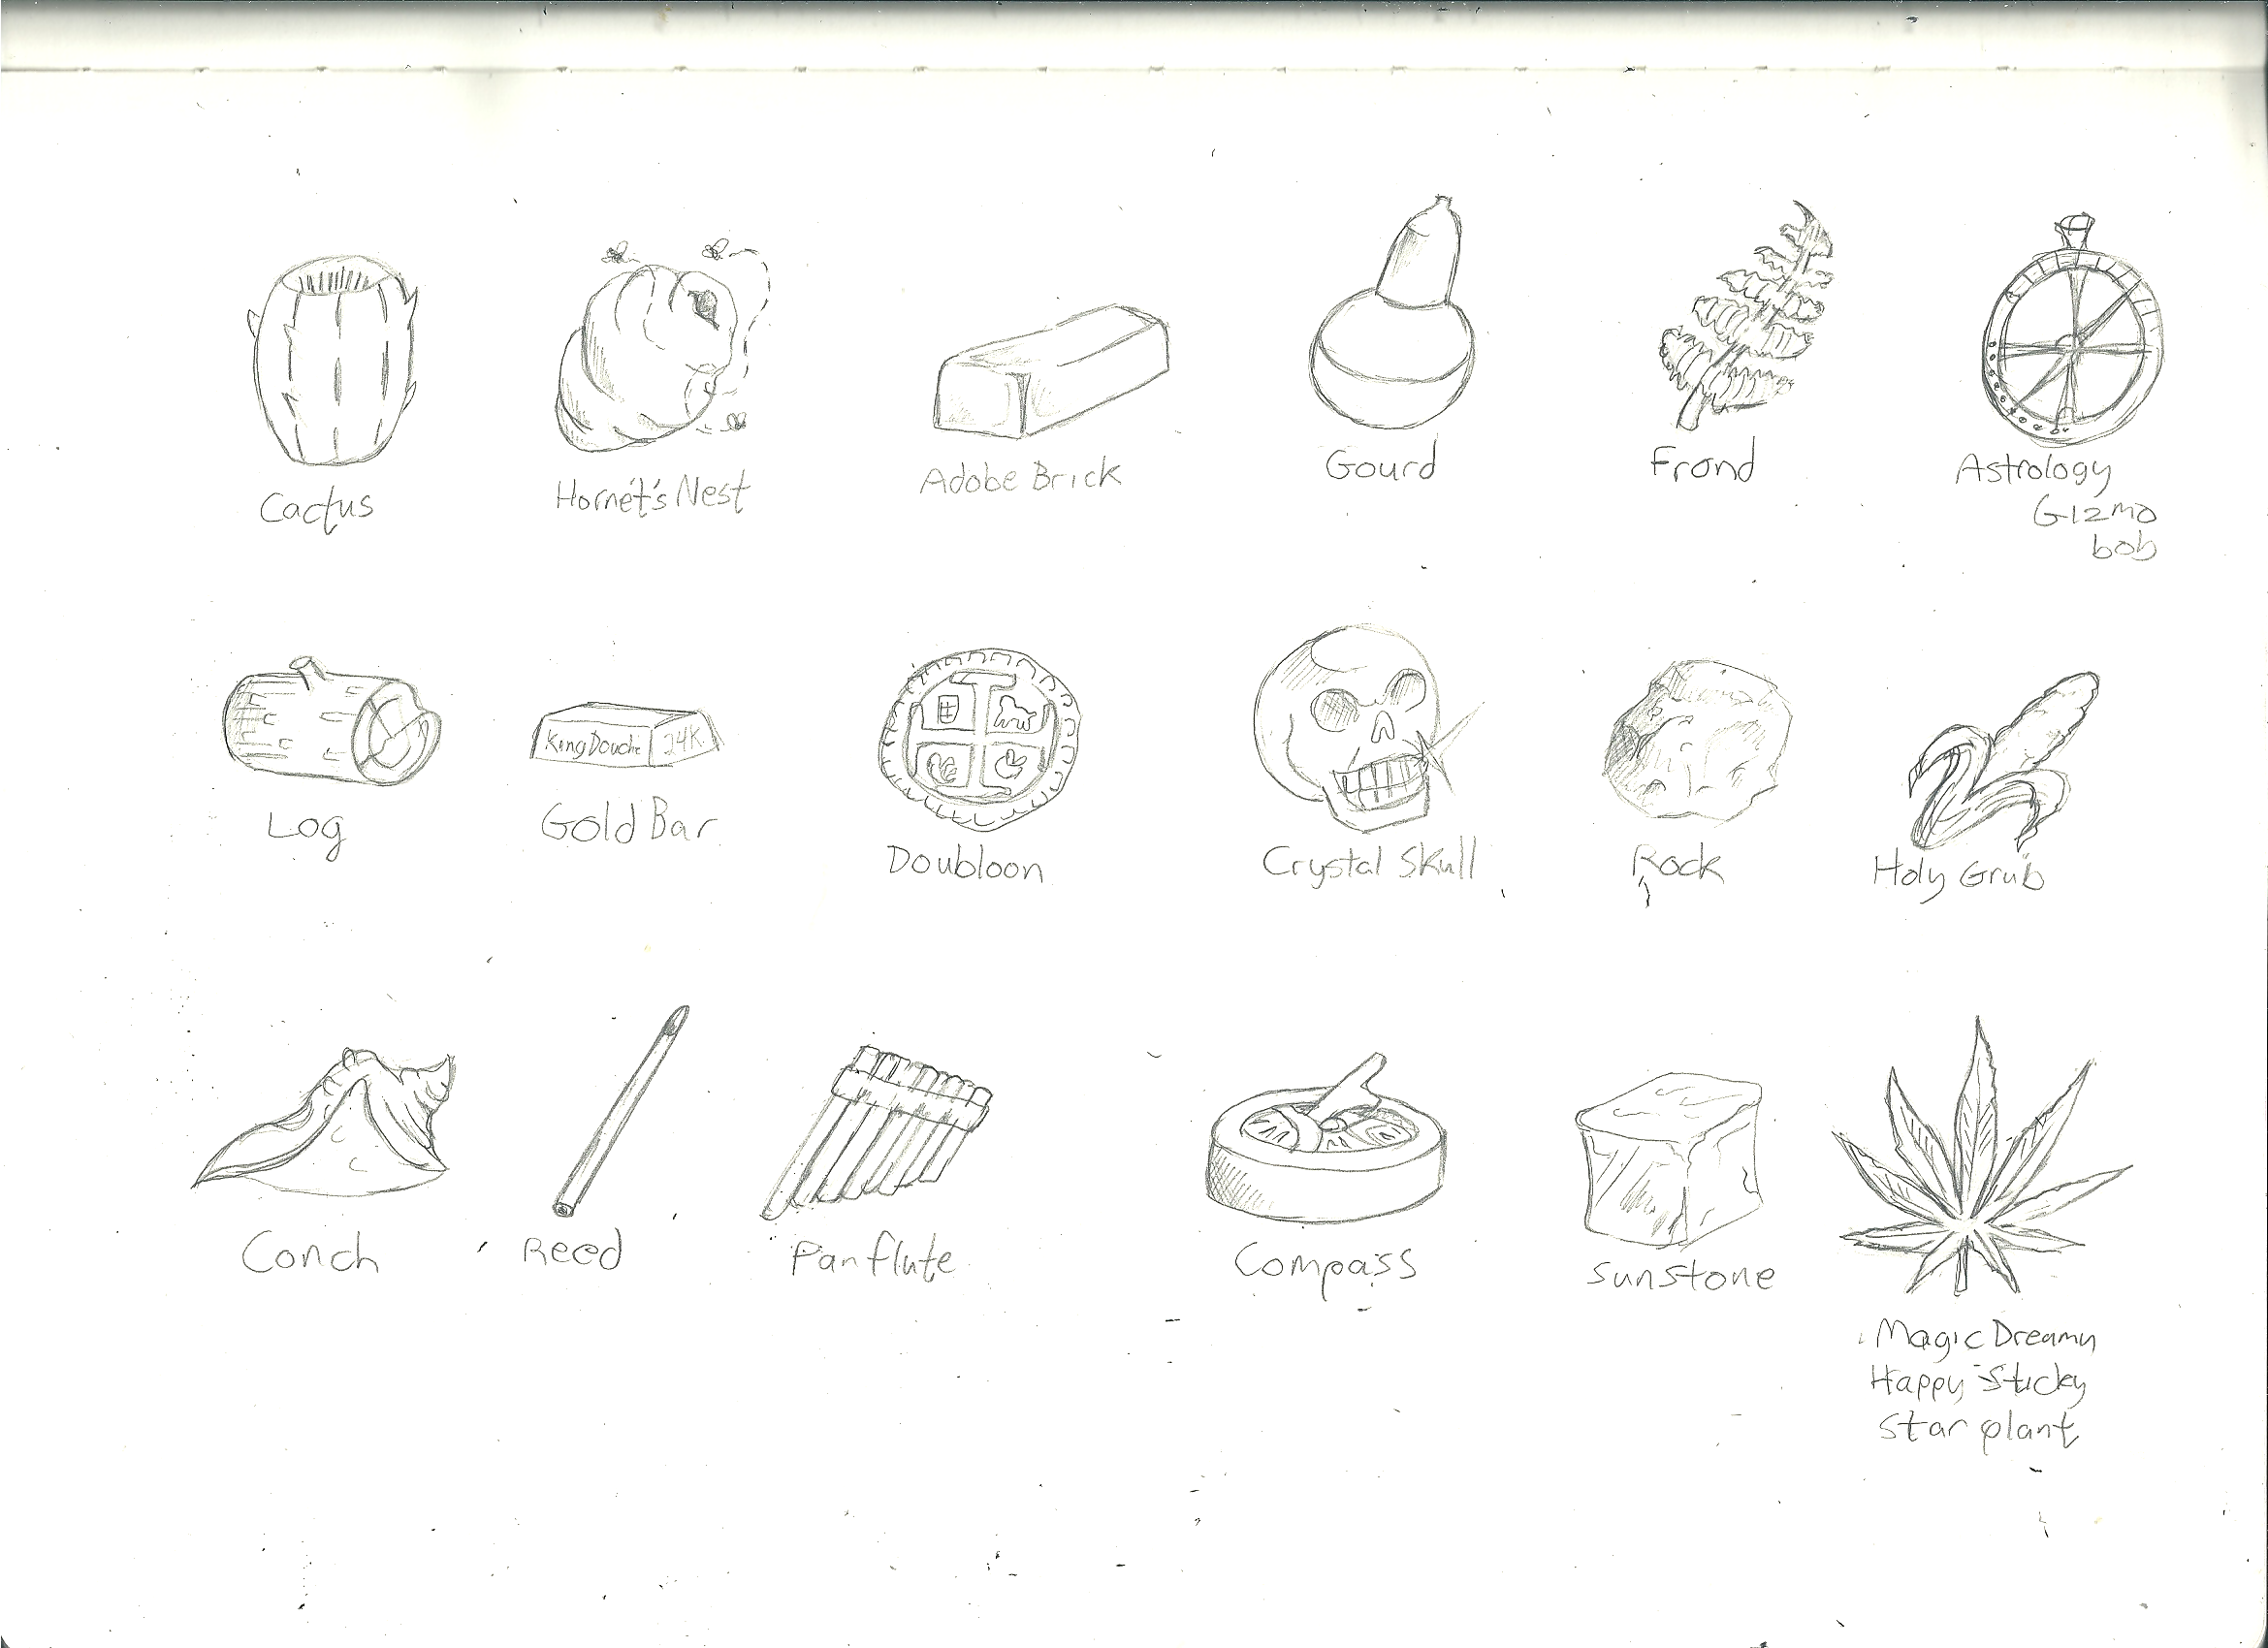 Cactus
Hornet's Nest
Adobe Brick
Gourd
Frond
Astrology
Gizmo
bob
King Douche 24K
Log
Gold Bar
Doubloon
Crystal Skull
Rock
Holy Grub
Conch
Reed
Panflute
Compass
Sunstone
Magic Dreamy
Happy Sticky
Star plant